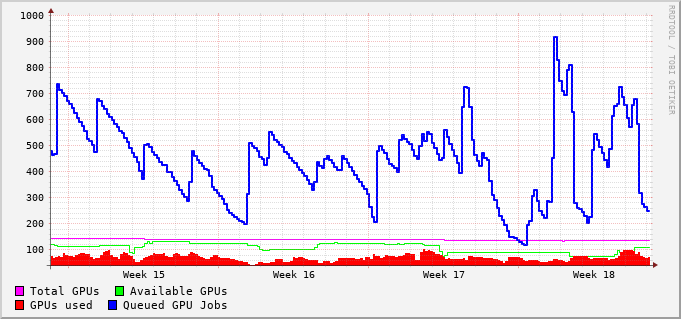 1000
900
800
700
600
500
400
300
200
100
Week 15 Week 16 Week 17 Week 18
Total GPUs Available GPUs
GPUs used Queued GPU Jobs
RRDTOOL / TOBI OETIKER